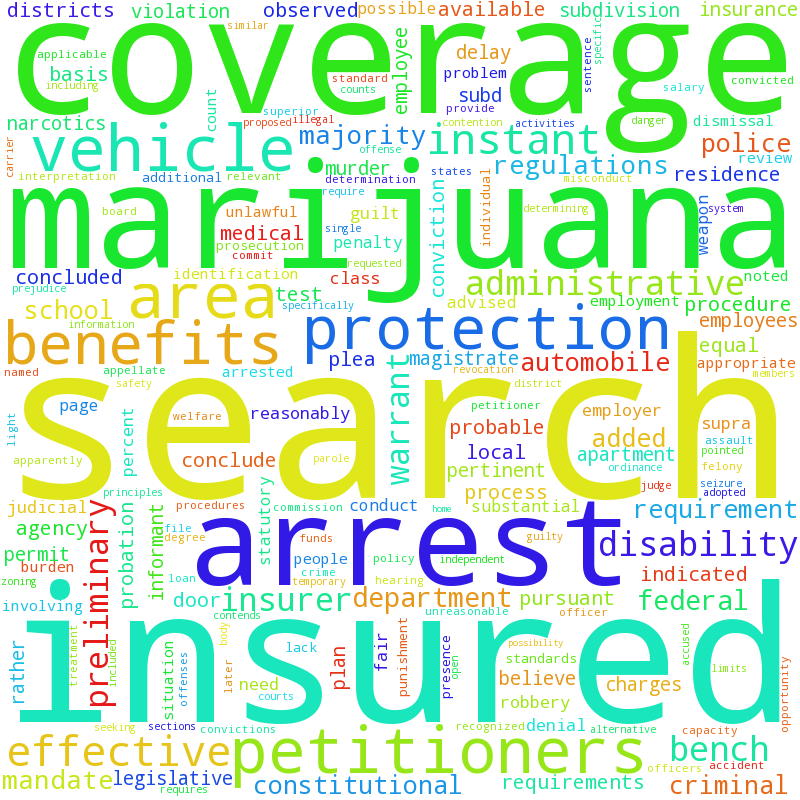 districts violation observed possible available subdivision insurance
coverage
similar
applicable
basis
including
standard
counts
employee
delay
problem
subd
sentence
specific
salary
convicted
narcotics
count
superior
proposed
illegal
provide
contention
activities
danger
dismissal
carrier
vehicle
majority
offense
instant
police
review
interpretation
additional
relevant
murder
determination
require
regulations
states
misconduct
residence
marijuana
board
unlawful
medical
prosecution
commit
guilt
single
penalty
requested
conviction
individual
determining
weapon
system
concluded
identification
class
prejudice
area
test
specifically
administrative
noted
school
information
advised
employment
procedure
benefits
protection
employees
equal
named
appellate
arrested
safety
plea
magistrate
revocation
automobile
district
appropriate
members
search
light
page
percent
welfare
reasonably
warrant
petitioner
employer
supra
probable
added
assault
apparently
conclude
parole
local
apartment
pointed
pertinent
ordinance
felony
seizure
judge
adopted
principles
procedures
process
judicial
preliminary
statutory
commission
conduct
substantial
requirement
agency
probation
informant
file
degree
arrest
home
funds
people
policy
independent
guilty
disability
permit
burden
crime
temporary
hearing
indicated
zoning
loan
involving
door
insurer
department
pursuant
officer
federal
contends
unreasonable
insured
rather
treatment
included
situation
offenses
body
later
need
lack
courts
plan
fair
punishment
presence
open
possibility
standards
believe
charges
robbery
accused
limits
opportunity
seeking
sections
convictions
recognized
denial
alternative
capacity
effective
petitioners
bench
mandate
legislative
requires
constitutional
requirements
officers
accident
criminal